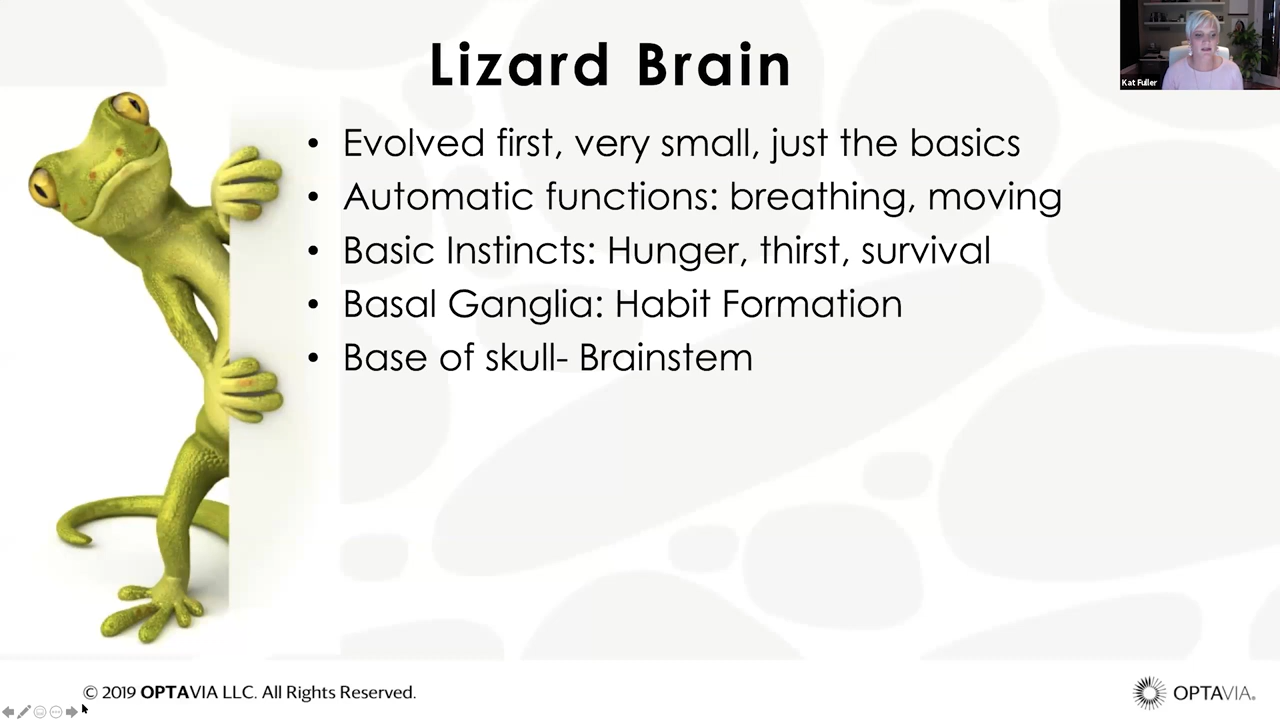 Lizard Brain
Kat Fuller
• Evolved first, very small, just the basics
• Automatic functions: breathing, moving
• Basic Instincts: Hunger, thirst, survival
• Basal Ganglia: Habit Formation
• Base of skull- Brainstem
© 2019 OPTAVIA LLC. All Rights Reserved.
OPTAVIA®